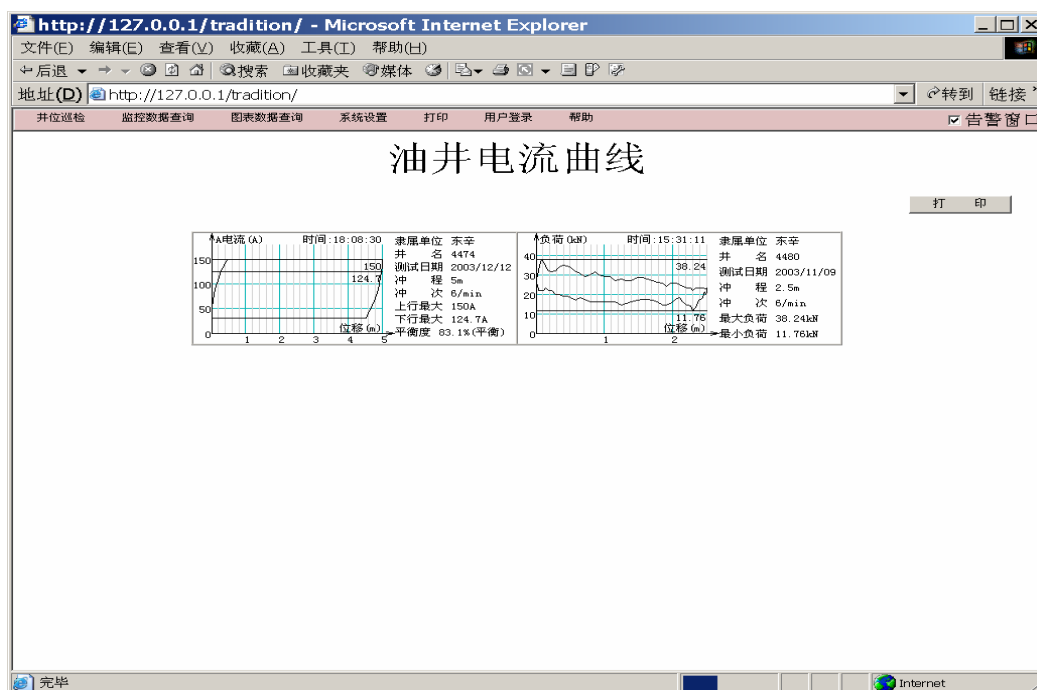 http://127.0.0.1/tradition/ - Microsoft Internet Explorer
文件(F) 编辑(E) 查看(V) 收藏(A) 工具(T) 帮助(H)
后退 搜索 收藏夹 媒体
地址(D) http://127.0.0.1/tradition/ 转到 链接
井位巡检 监控数据查询 图表数据查询 系统设置 打印 用户登录 帮助 告警窗口
油井电流曲线
打 印
A电流(A) 时间:18:08:30
150
100
50
0
1 2 3 4 5
150
124.7
位移(m)
隶属单位 东辛
井 名 4474
测试日期 2003/12/12
冲 程 5m
冲 次 6/min
上行最大 150A
下行最大 124.7A
平衡度 83.1%(平衡)
负荷(kN) 时间:15:31:11
40
30
20
10
0
1 2
38.24
11.76
位移(m)
隶属单位 东辛
井 名 4480
测试日期 2003/11/09
冲 程 2.5m
冲 次 6/min
最大负荷 38.24kN
最小负荷 11.76kN
完毕 Internet